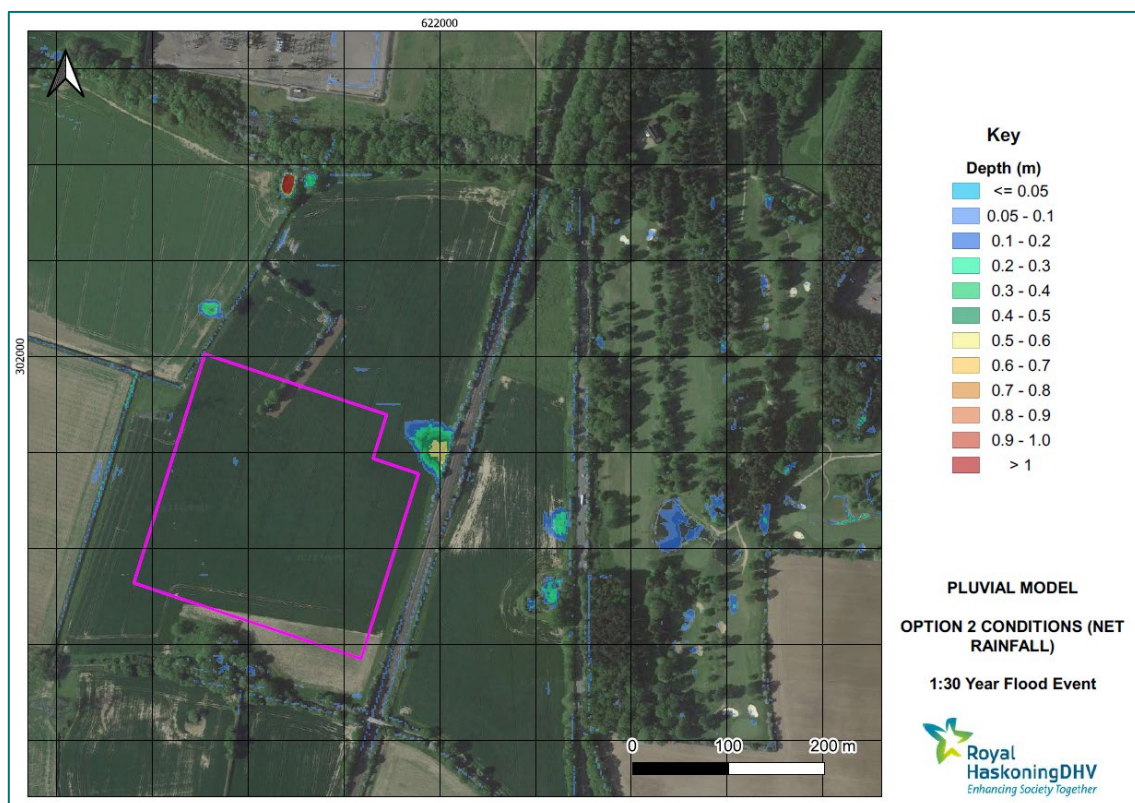 622000
302000
Key
Depth (m)
<= 0.05
0.05 - 0.1
0.1 - 0.2
0.2 - 0.3
0.3 - 0.4
0.4 - 0.5
0.5 - 0.6
0.6 - 0.7
0.7 - 0.8
0.8 - 0.9
0.9 - 1.0
> 1
PLUVIAL MODEL
OPTION 2 CONDITIONS (NET
RAINFALL)
1:30 Year Flood Event
0 100 200 m
Royal
HaskoningDHV
Enhancing Society Together